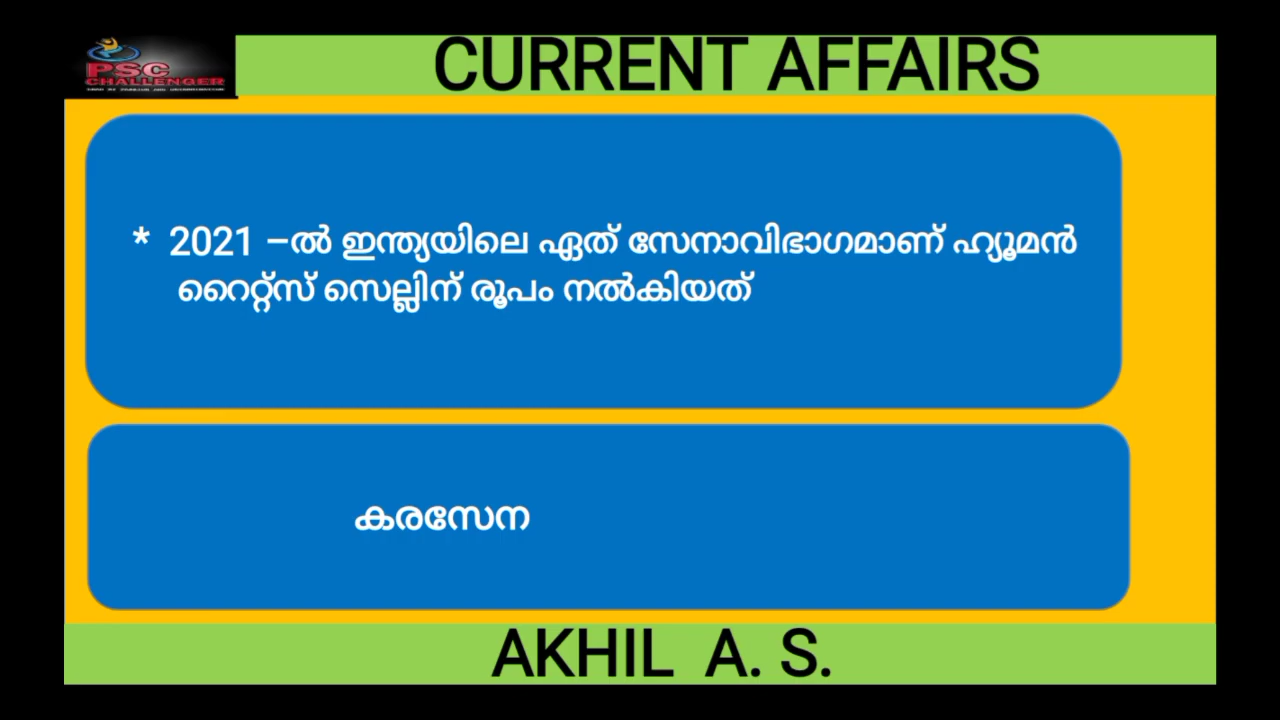 PSC
CHALLENGER
CURRENT AFFAIRS
* 2021 –ൽ ഇന്ത്യയിലെ ഏത് സേനാവിഭാഗമാണ് ഹ്യൂമൻ
റൈറ്റ്സ് സെല്ലിന് രൂപം നൽകിയത്
കരസേന
AKHIL A. S.